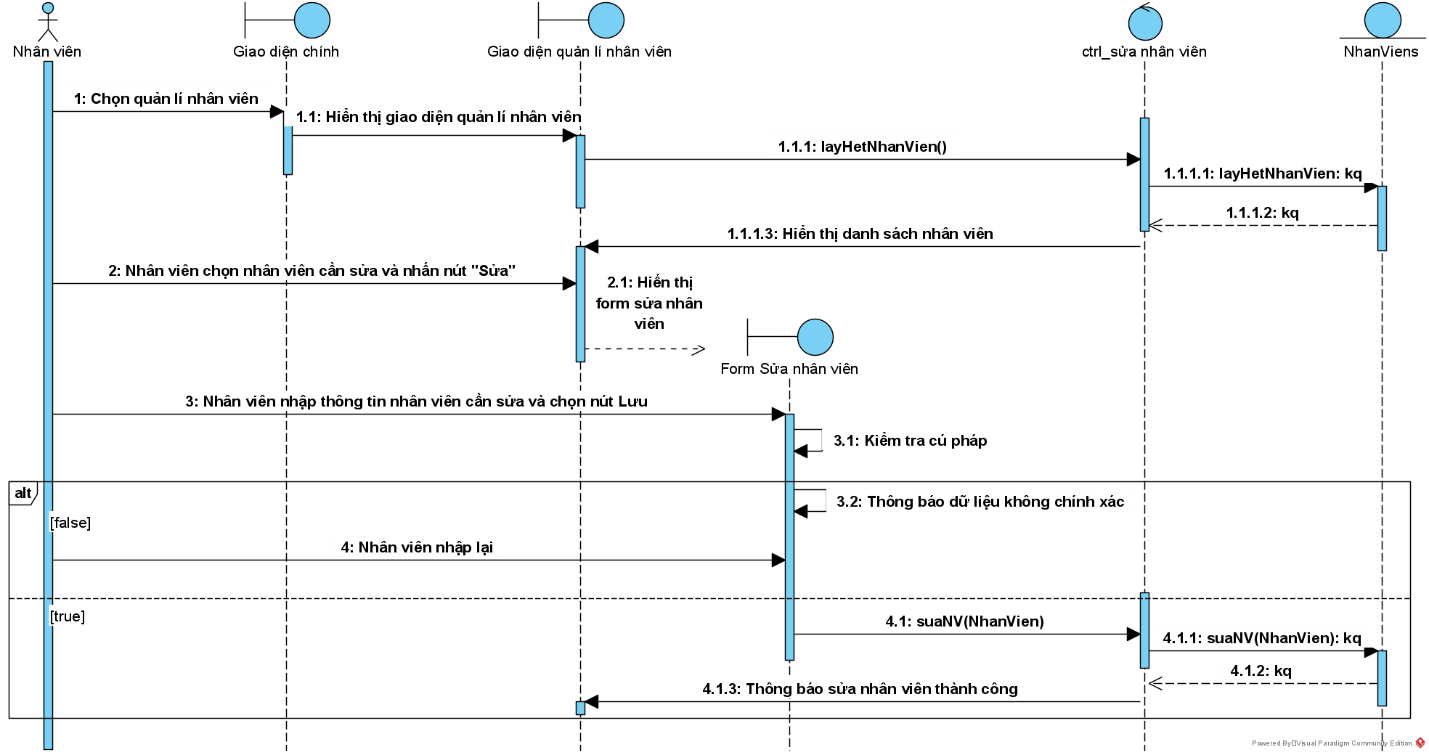 Nhân viên
Giao diện chính
Giao diện quản lí nhân viên
ctrl_sửa nhân viên
NhanViens
1: Chọn quản lí nhân viên
1.1: Hiển thị giao diện quản lí nhân viên
1.1.1: layHetNhanVien()
1.1.1.1: layHetNhanVien: kq
1.1.1.2: kq
1.1.1.3: Hiển thị danh sách nhân viên
2: Nhân viên chọn nhân viên cần sửa và nhấn nút "Sửa"
2.1: Hiển thị
form sửa nhân
viên
Form Sửa nhân viên
3: Nhân viên nhập thông tin nhân viên cần sửa và chọn nút Lưu
3.1: Kiểm tra cú pháp
alt
3.2: Thông báo dữ liệu không chính xác
[false]
4: Nhân viên nhập lại
[true]
4.1: suaNV(NhanVien)
4.1.1: suaNV(NhanVien): kq
4.1.2: kq
4.1.3: Thông báo sửa nhân viên thành công
Powered By Visual Paradigm Community Edition